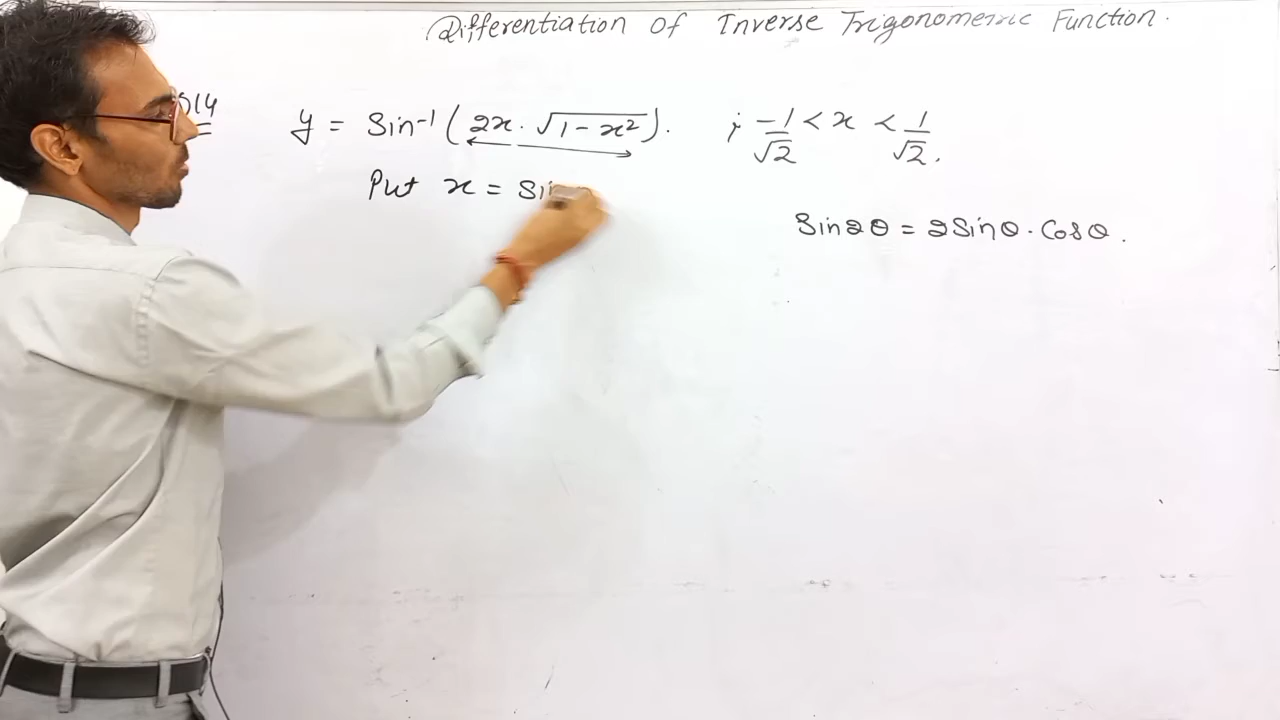 Differentiation of Inverse Trigonometric Function.
y = Sin⁻¹(2x·√(1-x²)). ; -1/√2 < x < 1/√2.
Put x = Sin
Sin2θ = 2Sinθ·Cosθ.